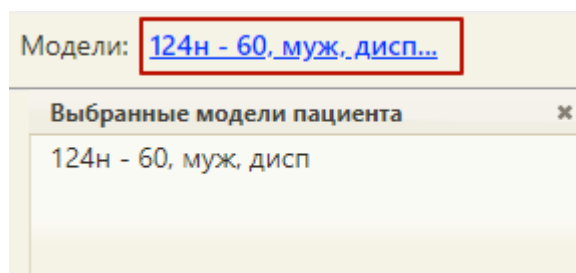 Модели: 124н - 60, муж, дисп...
Выбранные модели пациента
124н - 60, муж, дисп